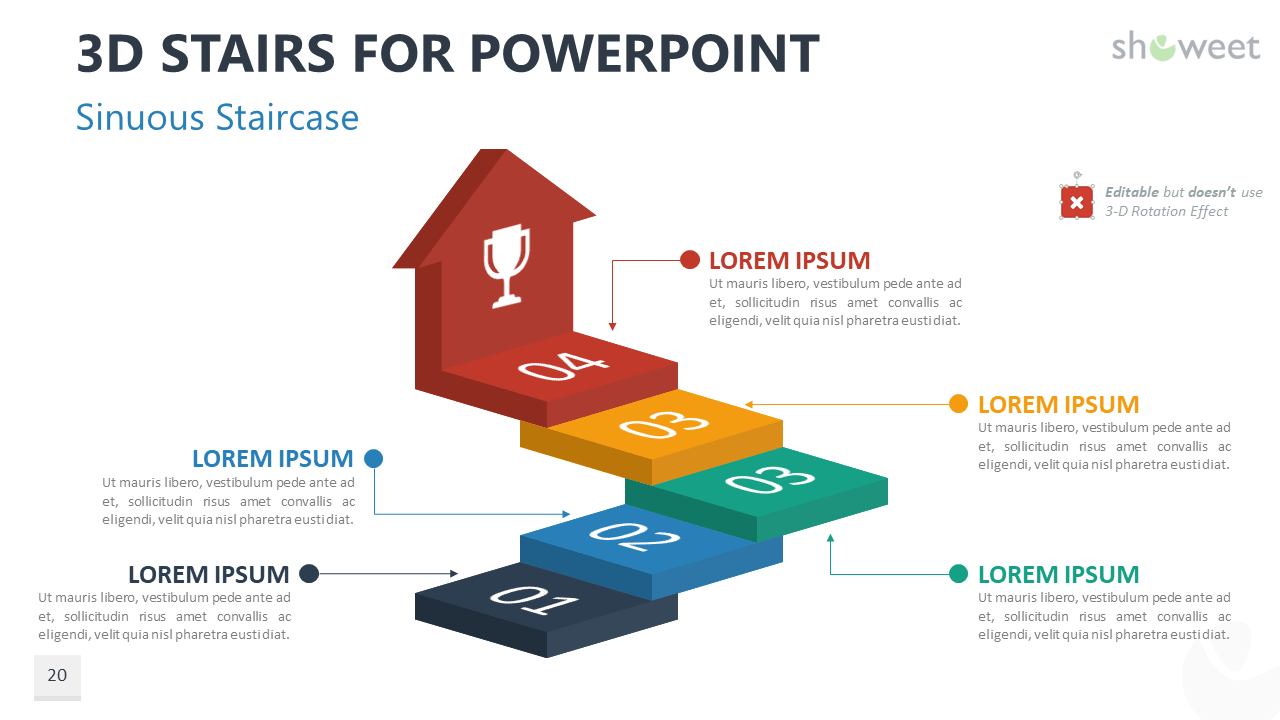 3D STAIRS FOR POWERPOINT
showeet
Sinuous Staircase
Editable but doesn't use
3-D Rotation Effect
LOREM IPSUM
Ut mauris libero, vestibulum pede ante ad
et, sollicitudin risus amet convallis ac
eligendi, velit quia nisl pharetra eusti diat.
04
LOREM IPSUM
Ut mauris libero, vestibulum pede ante ad
et, sollicitudin risus amet convallis ac
eligendi, velit quia nisl pharetra eusti diat.
03
LOREM IPSUM
Ut mauris libero, vestibulum pede ante ad
et, sollicitudin risus amet convallis ac
eligendi, velit quia nisl pharetra eusti diat.
03
02
LOREM IPSUM
Ut mauris libero, vestibulum pede ante ad
et, sollicitudin risus amet convallis ac
eligendi, velit quia nisl pharetra eusti diat.
01
LOREM IPSUM
Ut mauris libero, vestibulum pede ante ad
et, sollicitudin risus amet convallis ac
eligendi, velit quia nisl pharetra eusti diat.
20